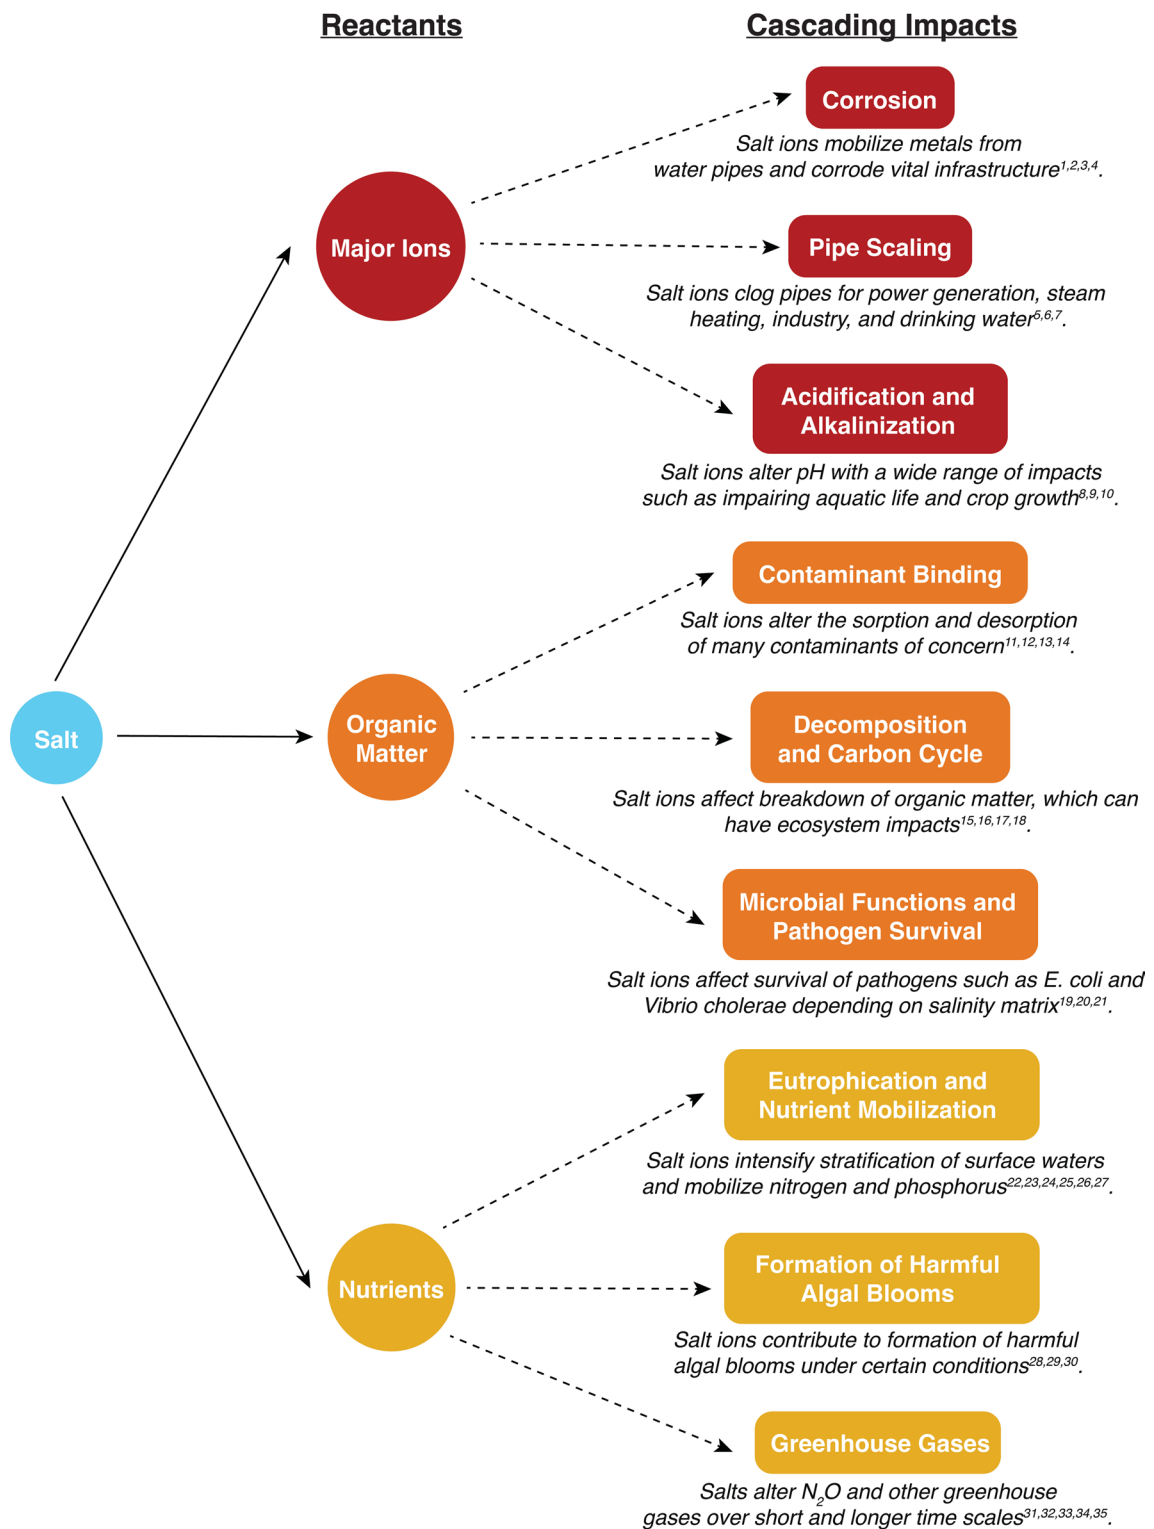 Reactants
Cascading Impacts
Corrosion
Salt ions mobilize metals from
water pipes and corrode vital infrastructure1,2,3,4.
Major Ions
Pipe Scaling
Salt ions clog pipes for power generation, steam
heating, industry, and drinking water5,6,7.
Acidification and
Alkalinization
Salt ions alter pH with a wide range of impacts
such as impairing aquatic life and crop growth8,9,10.
Contaminant Binding
Salt ions alter the sorption and desorption
of many contaminants of concern11,12,13,14.
Salt
Organic
Matter
Decomposition
and Carbon Cycle
Salt ions affect breakdown of organic matter, which can
have ecosystem impacts15,16,17,18.
Microbial Functions and
Pathogen Survival
Salt ions affect survival of pathogens such as E. coli and
Vibrio cholerae depending on salinity matrix19,20,21.
Eutrophication and
Nutrient Mobilization
Salt ions intensify stratification of surface waters
and mobilize nitrogen and phosphorus22,23,24,25,26,27.
Nutrients
Formation of Harmful
Algal Blooms
Salt ions contribute to formation of harmful
algal blooms under certain conditions28,29,30.
Greenhouse Gases
Salts alter N2O and other greenhouse
gases over short and longer time scales31,32,33,34,35.